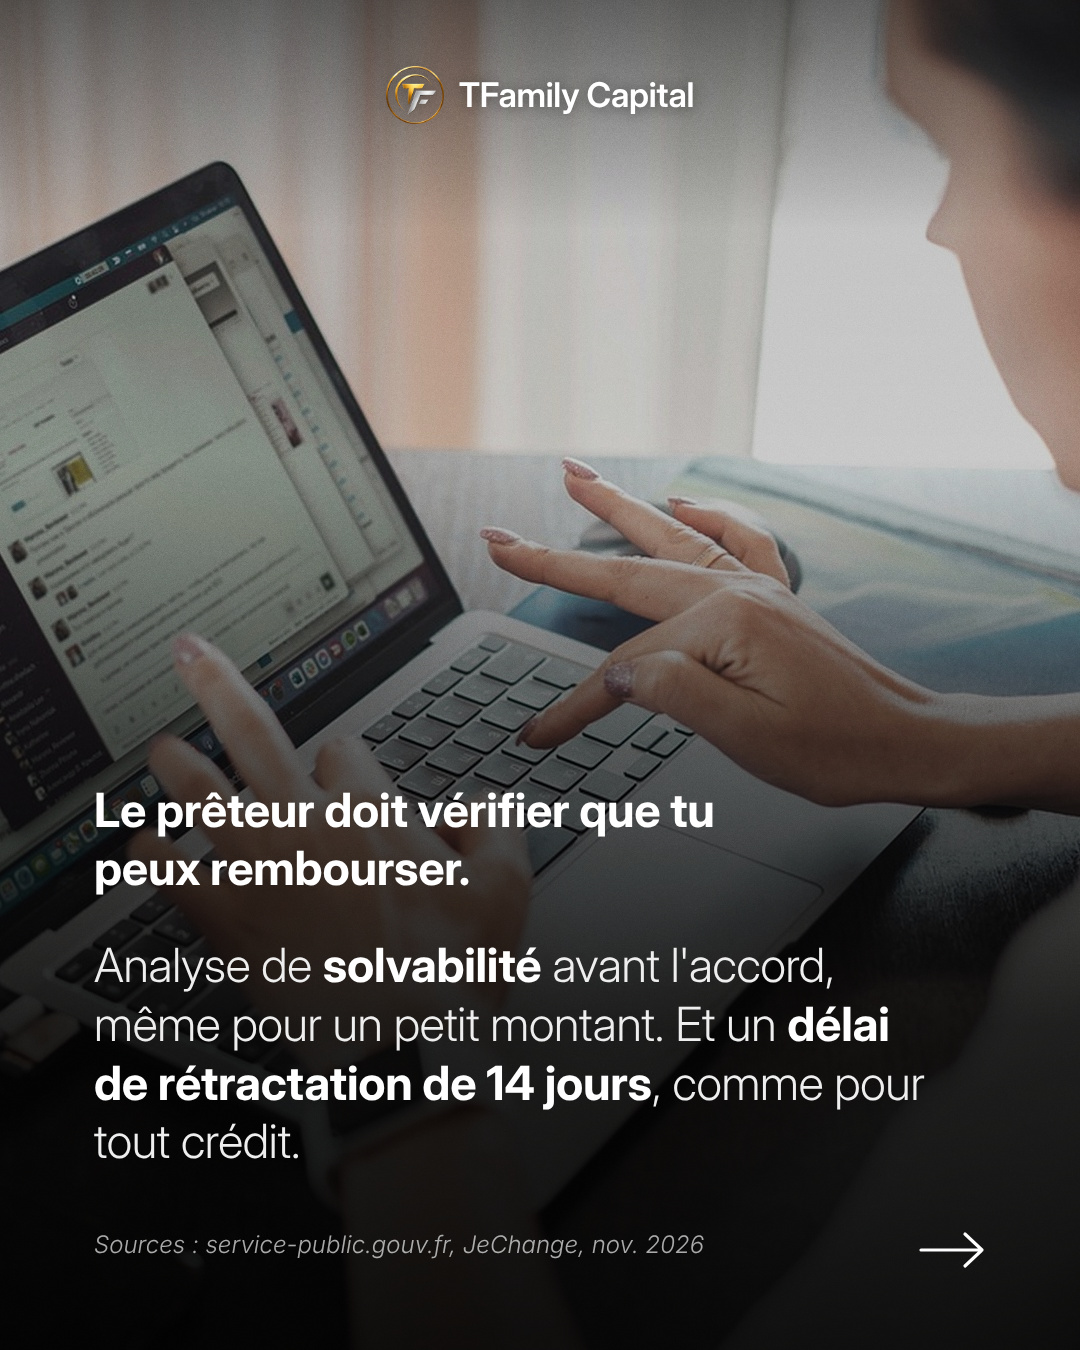 TFamily Capital
Le prêteur doit vérifier que tu
peux rembourser.
Analyse de solvabilité avant l'accord,
même pour un petit montant. Et un délai
de rétractation de 14 jours, comme pour
tout crédit.
Sources : service-public.gouv.fr, JeChange, nov. 2026